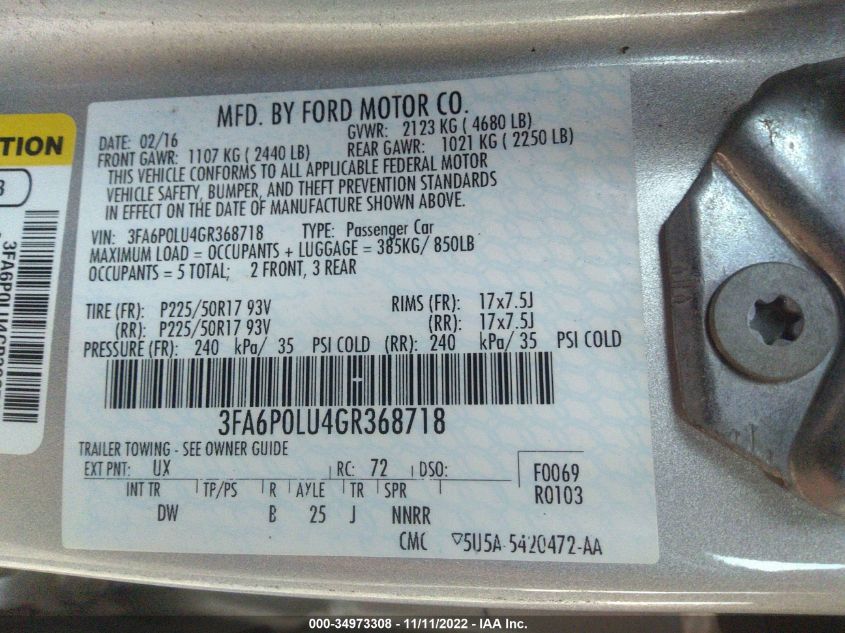 TION
3
MFD. BY FORD MOTOR CO.
DATE: 02/16 GVWR: 2123 KG ( 4680 LB)
FRONT GAWR: 1107 KG ( 2440 LB) REAR GAWR: 1021 KG ( 2250 LB)
THIS VEHICLE CONFORMS TO ALL APPLICABLE FEDERAL MOTOR
VEHICLE SAFETY, BUMPER, AND THEFT PREVENTION STANDARDS
IN EFFECT ON THE DATE OF MANUFACTURE SHOWN ABOVE.
VIN: 3FA6P0LU4GR368718 TYPE: Passenger Car
MAXIMUM LOAD = OCCUPANTS + LUGGAGE = 385KG/ 850LB
OCCUPANTS = 5 TOTAL; 2 FRONT, 3 REAR
TIRE (FR): P225/50R17 93V RIMS (FR): 17x7.5J
(RR): P225/50R17 93V (RR): 17x7.5J
PRESSURE (FR): 240 kPa/ 35 PSI COLD (RR): 240 kPa/ 35 PSI COLD
3FA6P0LU4GR368718
TRAILER TOWING - SEE OWNER GUIDE
EXT PNT: UX RC: 72 DSO: F0069
R0103
INT TR TP/PS R AXLE TR SPR
DW B 25 J NNRR
CMC ▽5U5A-5420472-AA
000-34973308 - 11/11/2022 - IAA Inc.